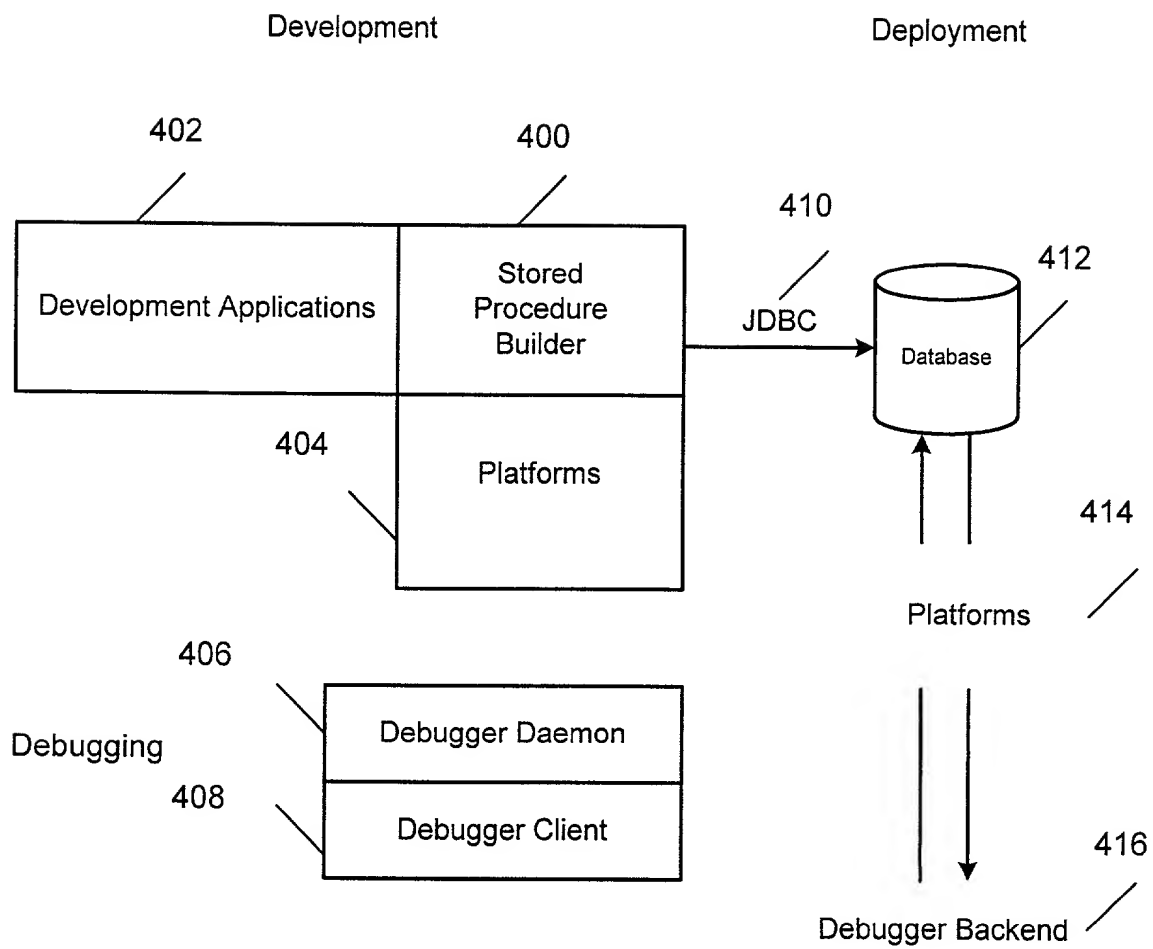 Development
Deployment
402
400
410
412
Development Applications
Stored
Procedure
Builder
JDBC
Database
404
Platforms
414
Platforms
406
Debugger Daemon
Debugging
408
Debugger Client
416
Debugger Backend